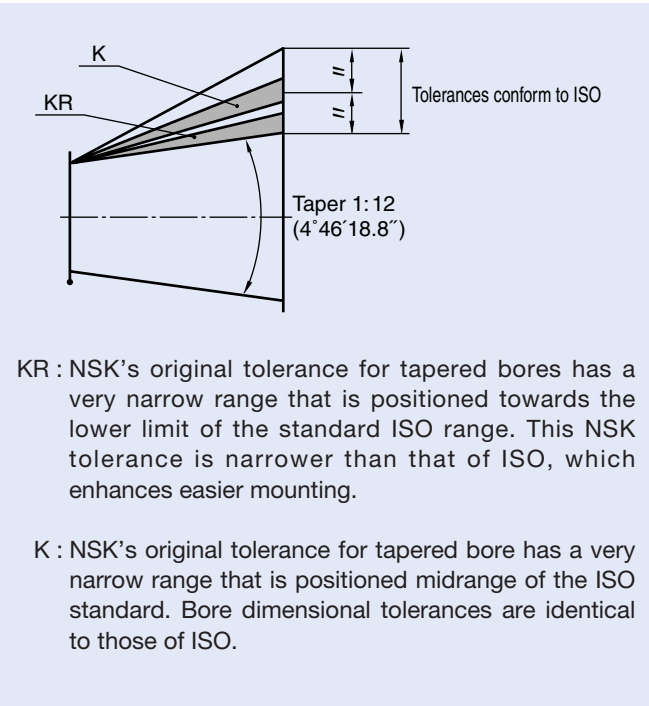 K
KR
=
=
Tolerances conform to ISO
Taper 1:12
(4˚46´18.8˝)
KR : NSK’s original tolerance for tapered bores has a
very narrow range that is positioned towards the
lower limit of the standard ISO range. This NSK
tolerance is narrower than that of ISO, which
enhances easier mounting.
K : NSK’s original tolerance for tapered bore has a very
narrow range that is positioned midrange of the ISO
standard. Bore dimensional tolerances are identical
to those of ISO.